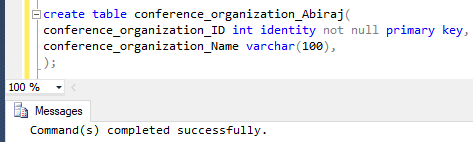 create table conference_organization_Abiraj(
conference_organization_ID int identity not null primary key,
conference_organization_Name varchar(100),
);
100 %
Messages
Command(s) completed successfully.